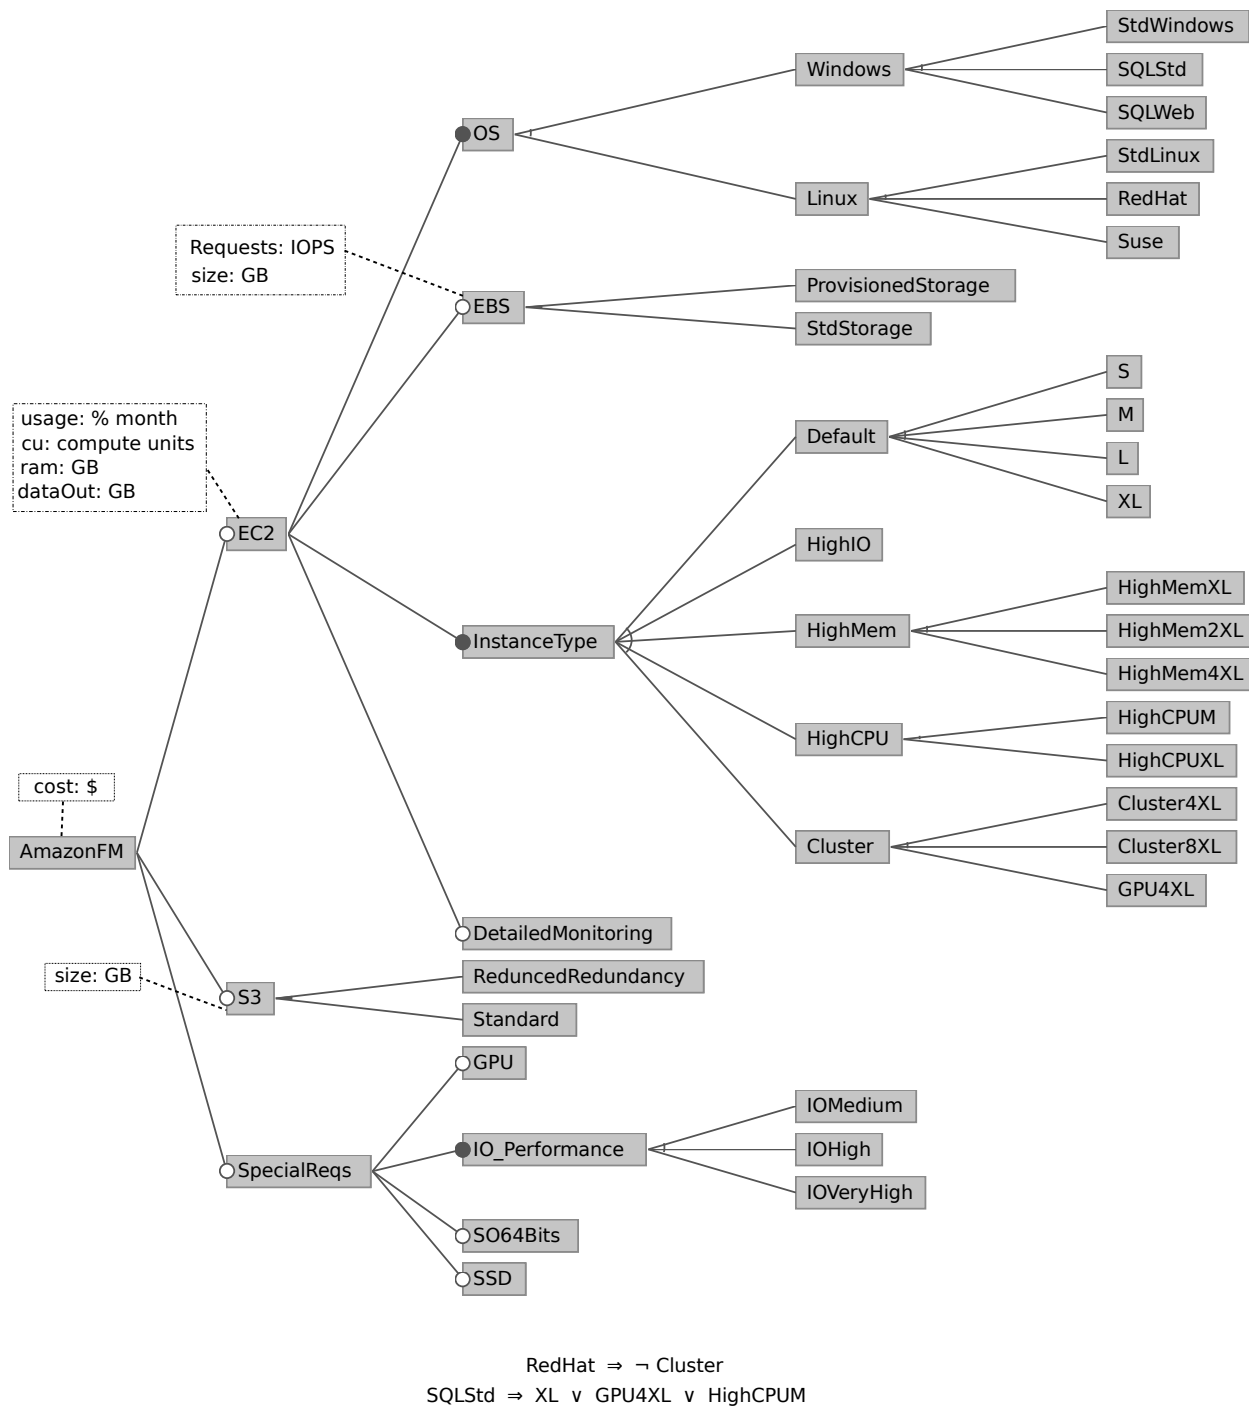 StdWindows
Windows
SQLStd
SQLWeb
OS
StdLinux
Linux
RedHat
Suse
Requests: IOPS
size: GB
EBS
ProvisionedStorage
StdStorage
S
M
Default
L
XL
usage: % month
cu: compute units
ram: GB
dataOut: GB
EC2
HighIO
HighMemXL
InstanceType
HighMem
HighMem2XL
HighMem4XL
HighCPUM
HighCPU
HighCPUXL
Cluster4XL
Cluster
Cluster8XL
GPU4XL
cost: $
AmazonFM
DetailedMonitoring
size: GB
S3
ReduncedRedundancy
Standard
GPU
IOMedium
IO_Performance
IOHigh
IOVeryHigh
SpecialReqs
SO64Bits
SSD
RedHat ⇒ ¬ Cluster
SQLStd ⇒ XL ∨ GPU4XL ∨ HighCPUM